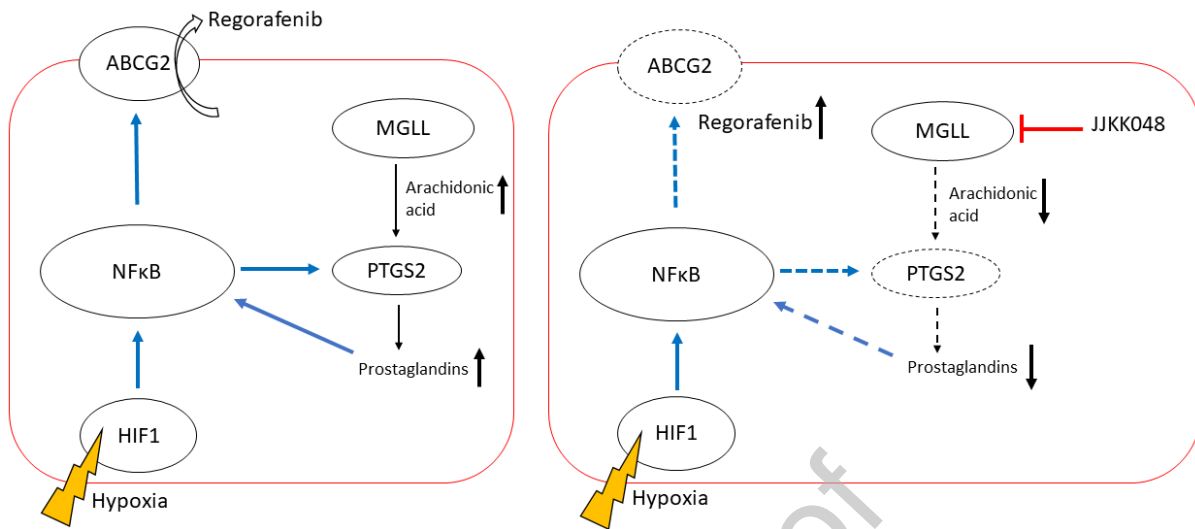 Regorafenib
ABCG2
MGLL
Arachidonic
acid
NFκB
PTGS2
Prostaglandins
HIF1
Hypoxia
ABCG2
Regorafenib
MGLL
JJKK048
Arachidonic
acid
NFκB
PTGS2
Prostaglandins
HIF1
Hypoxia
of